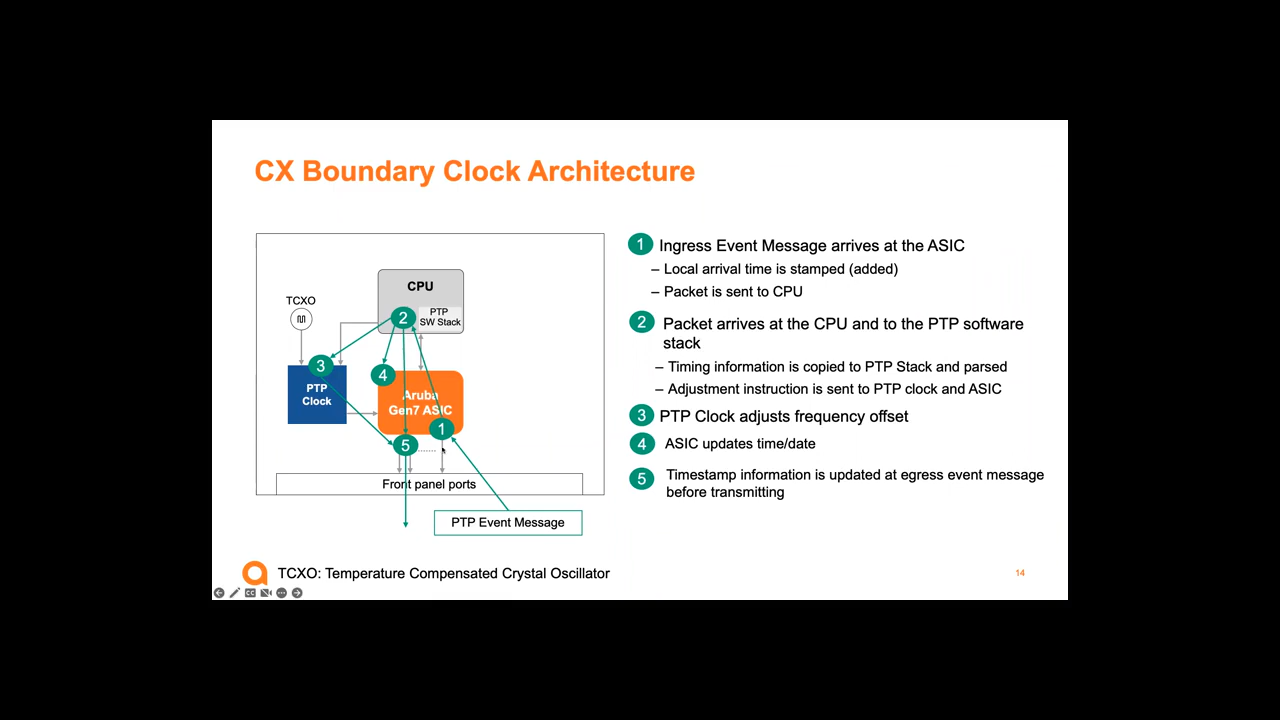 CX Boundary Clock Architecture
CPU
PTP
SW Stack
TCXO
2
3
4
PTP
Clock
Aruba
Gen7 ASIC
1
5
Front panel ports
PTP Event Message
1 Ingress Event Message arrives at the ASIC
– Local arrival time is stamped (added)
– Packet is sent to CPU
2 Packet arrives at the CPU and to the PTP software
stack
– Timing information is copied to PTP Stack and parsed
– Adjustment instruction is sent to PTP clock and ASIC
3 PTP Clock adjusts frequency offset
4 ASIC updates time/date
5 Timestamp information is updated at egress event message
before transmitting
TCXO: Temperature Compensated Crystal Oscillator
14
CC